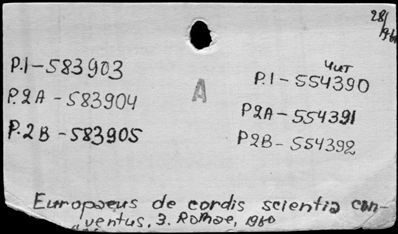 28/
196
P.1-583903
P.2A-583904
P.2B-583905
A
Чит
P.1-554390
P2A-554391
P2B-554392
Europaeus de cordis scientia con-
ventus, 3. Romae, 1960